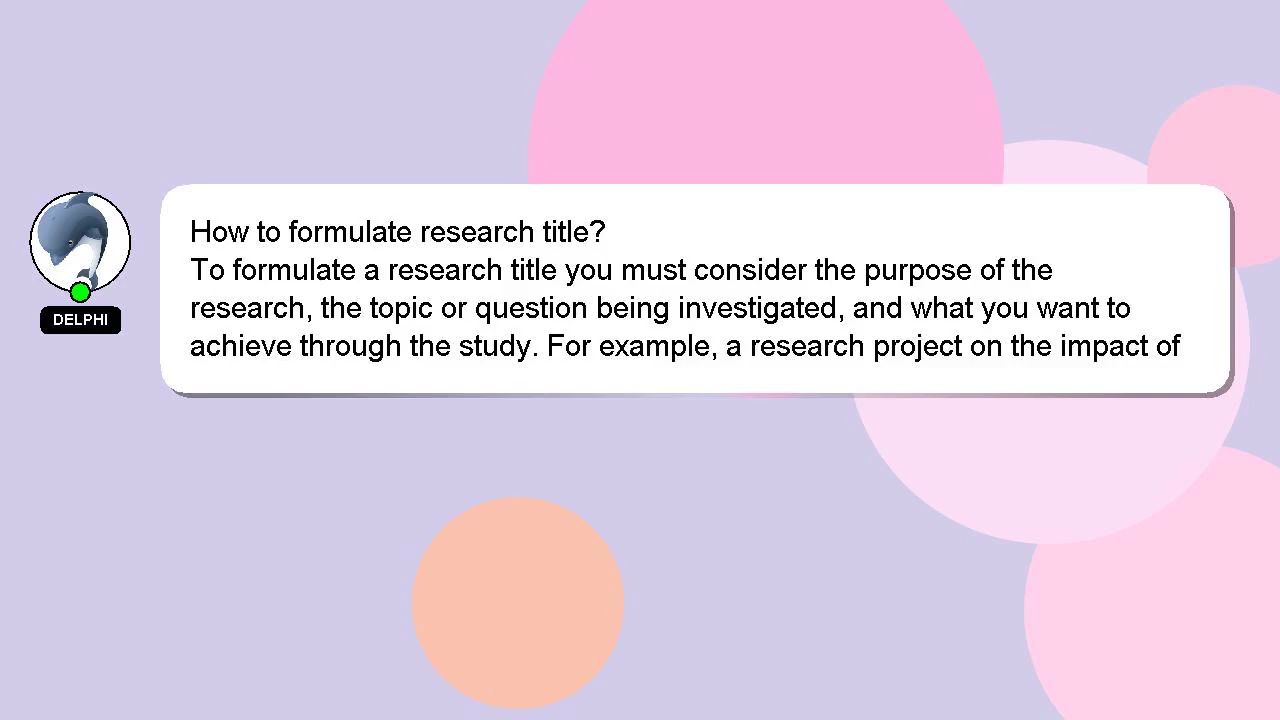 How to formulate research title?
To formulate a research title you must consider the purpose of the
research, the topic or question being investigated, and what you want to
achieve through the study. For example, a research project on the impact of
DELPHI